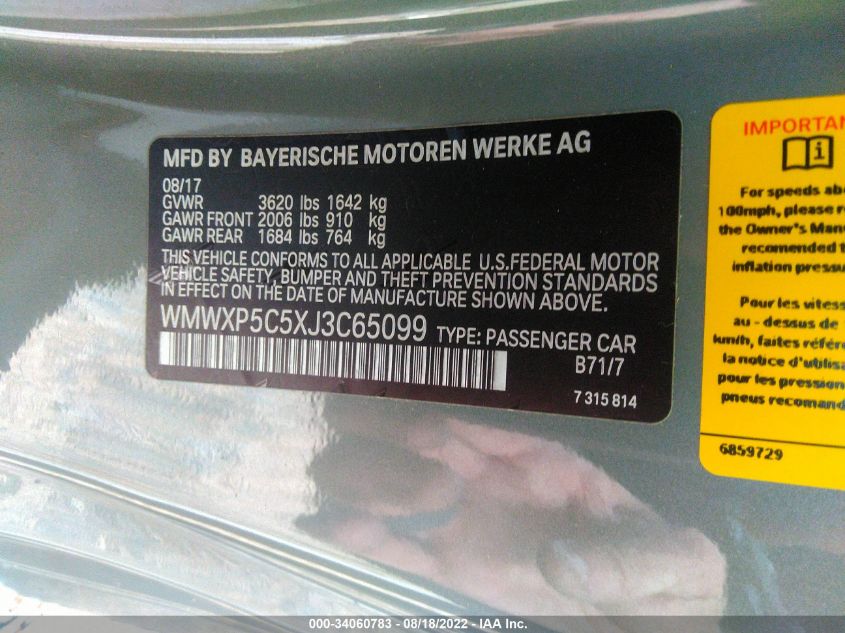 MFD BY BAYERISCHE MOTOREN WERKE AG
08/17
GVWR 3620 lbs 1642 kg
GAWR FRONT 2006 lbs 910 kg
GAWR REAR 1684 lbs 764 kg
THIS VEHICLE CONFORMS TO ALL APPLICABLE U.S.FEDERAL MOTOR
VEHICLE SAFETY, BUMPER AND THEFT PREVENTION STANDARDS
IN EFFECT ON THE DATE OF MANUFACTURE SHOWN ABOVE.
WMWXP5C5XJ3C65099 TYPE: PASSENGER CAR
B71/7
7 315 814
IMPORTAN
For speeds abo
100mph, please re
the Owner's Manu
recomended t
inflation pressu
Pour les vitess
au - dessus de
km/h, faites référe
la notice d'utilisa
pour les pression
pneus recomand
6859729
000-34060783 - 08/18/2022 - IAA Inc.